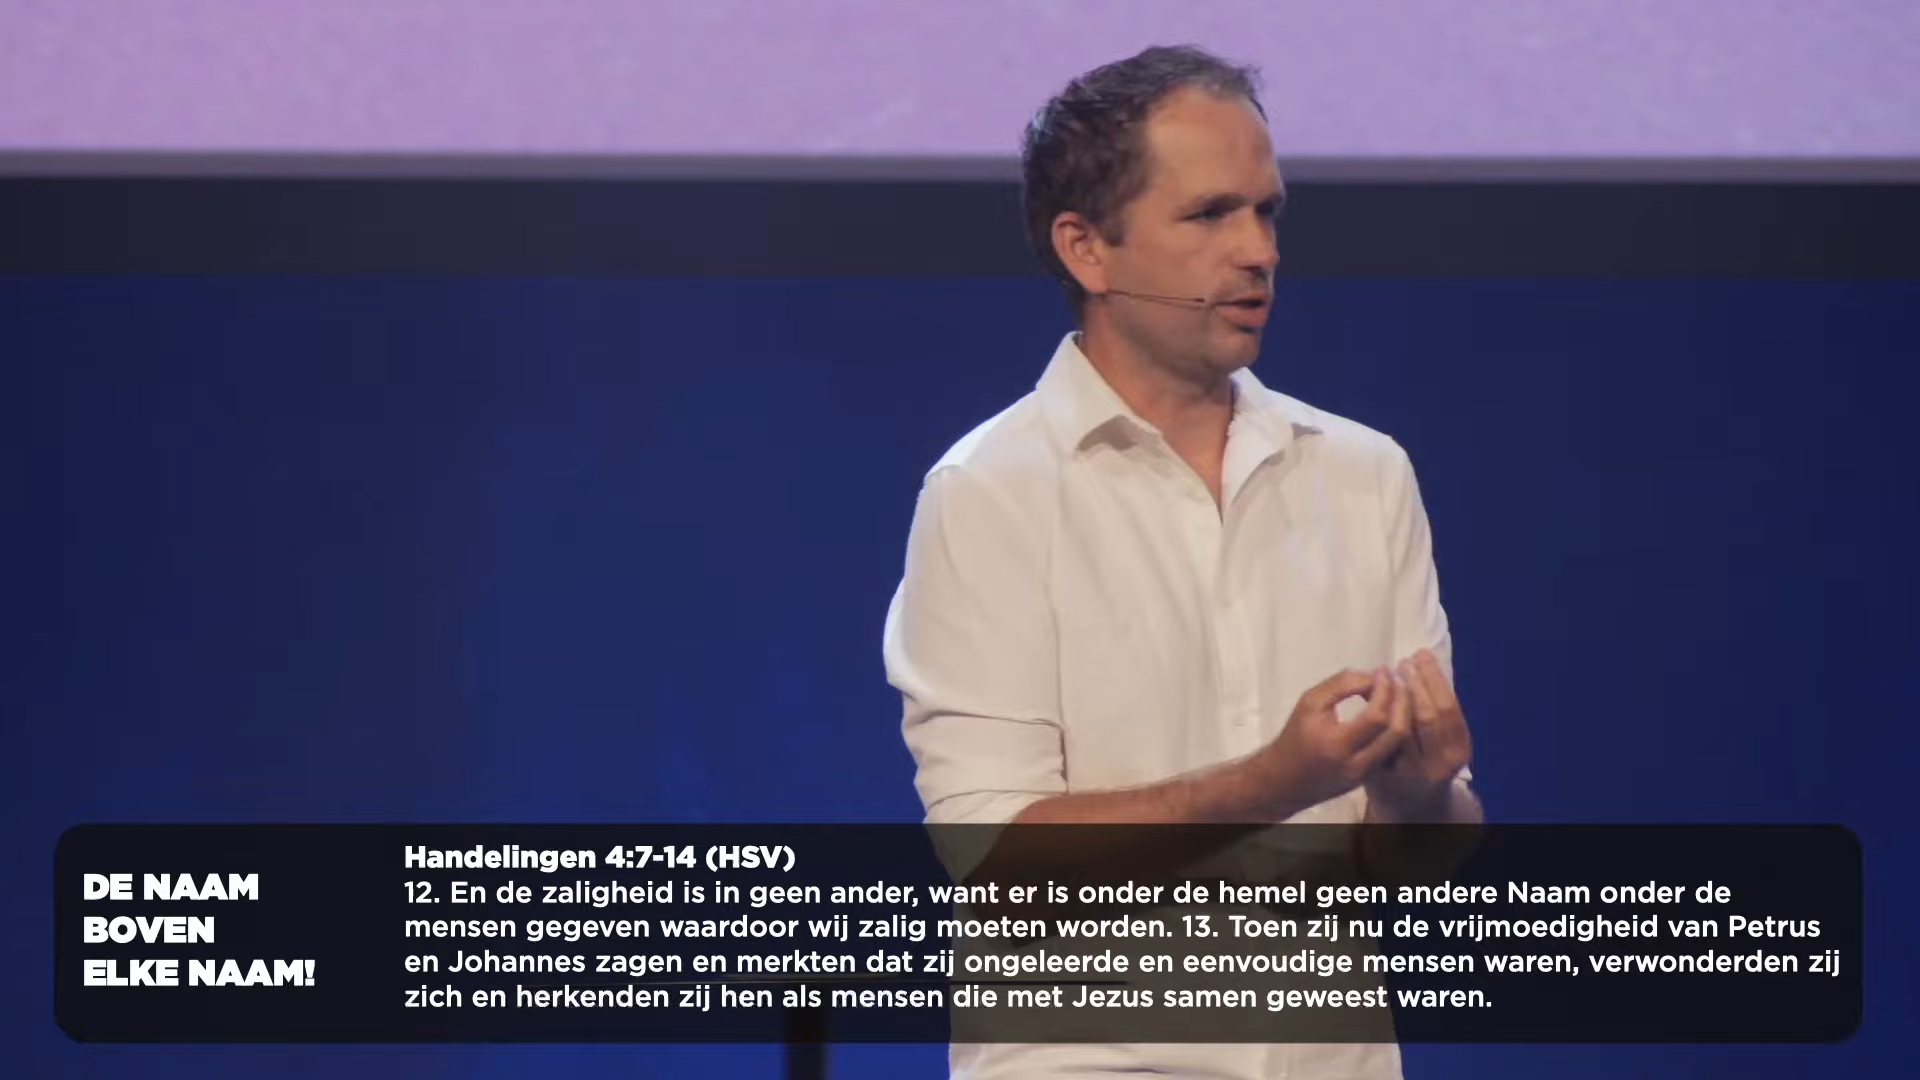 DE NAAM
BOVEN
ELKE NAAM!
Handelingen 4:7-14 (HSV)
12. En de zaligheid is in geen ander, want er is onder de hemel geen andere Naam onder de
mensen gegeven waardoor wij zalig moeten worden. 13. Toen zij nu de vrijmoedigheid van Petrus
en Johannes zagen en merkten dat zij ongeleerde en eenvoudige mensen waren, verwonderden zij
zich en herkenden zij hen als mensen die met Jezus samen geweest waren.